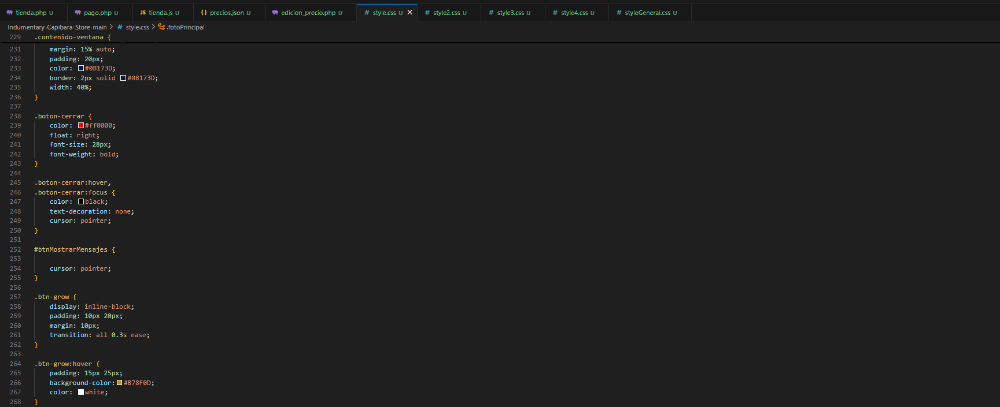 tienda.php U pago.php U JS tienda.js U {} precios.json U edicion_precio.php U # style.css U × # style2.css U # style3.css U # style4.css U # styleGeneral.css U
Indumentary-Capibara-Store-main > # style.css > .fotoPrincipal
229 .contenido-ventana {
231 margin: 15% auto;
232 padding: 20px;
233 color: #0B173D;
234 border: 2px solid #0B173D;
235 width: 40%;
236 }
237
238 .boton-cerrar {
239 color: #ff0000;
240 float: right;
241 font-size: 28px;
242 font-weight: bold;
243 }
244
245 .boton-cerrar:hover,
246 .boton-cerrar:focus {
247 color: black;
248 text-decoration: none;
249 cursor: pointer;
250 }
251
252 #btnMostrarMensajes {
253
254 cursor: pointer;
255 }
256
257 .btn-grow {
258 display: inline-block;
259 padding: 10px 20px;
260 margin: 10px;
261 transition: all 0.3s ease;
262 }
263
264 .btn-grow:hover {
265 padding: 15px 25px;
266 background-color: #B78F0D;
267 color: white;
268 }